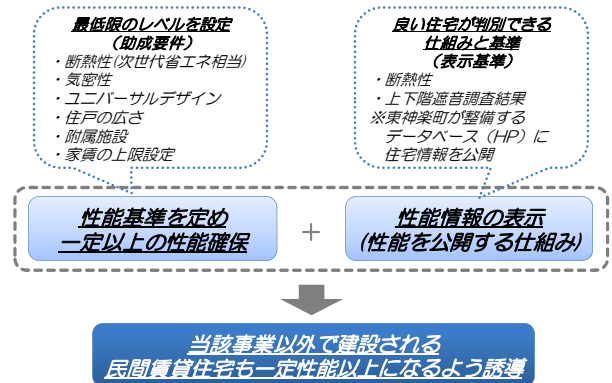 最低限のレベルを設定
（助成要件）
・断熱性(次世代省エネ相当)
・気密性
・ユニバーサルデザイン
・住戸の広さ
・附属施設
・家賃の上限設定
良い住宅が判別できる
仕組みと基準
（表示基準）
・断熱性
・上下階遮音調査結果
※東神楽町が整備する
データベース（HP）に
住宅情報を公開
性能基準を定め
一定以上の性能確保
＋
性能情報の表示
(性能を公開する仕組み)
当該事業以外で建設される
民間賃貸住宅も一定性能以上になるよう誘導